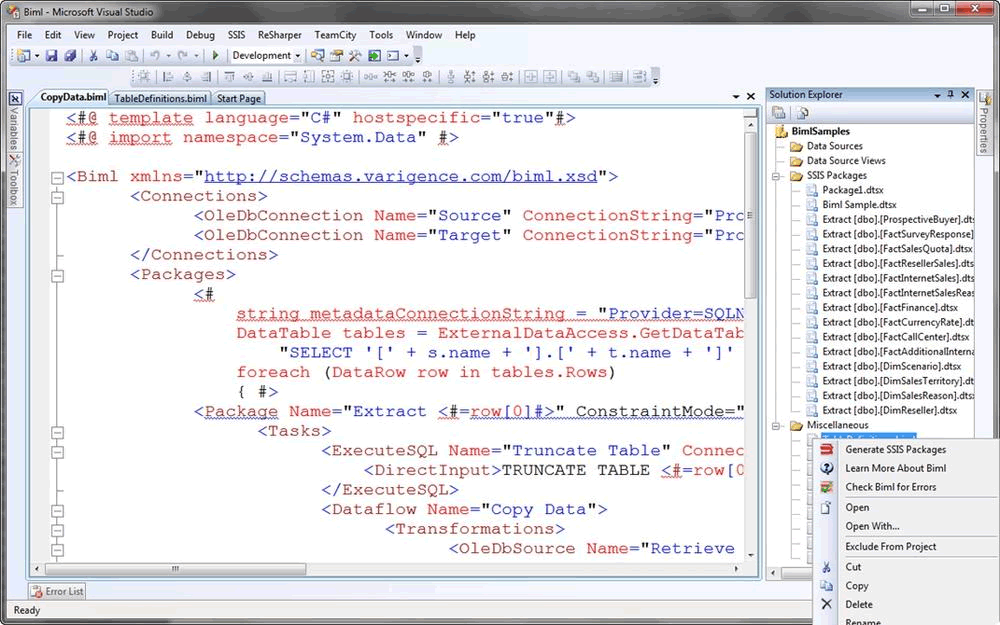 Biml - Microsoft Visual Studio
File Edit View Project Build Debug SSIS ReSharper TeamCity Tools Window Help
Development
CopyData.biml TableDefinitions.biml Start Page
Variables
Toolbox
<#@ template language="C#" hostspecific="true"#>
<#@ import namespace="System.Data" #>
<Biml xmlns="http://schemas.varigence.com/biml.xsd">
<Connections>
<OleDbConnection Name="Source" ConnectionString="Pro
<OleDbConnection Name="Target" ConnectionString="Pro
</Connections>
<Packages>
<#
string metadataConnectionString = "Provider=SQLN
DataTable tables = ExternalDataAccess.GetDataTab
"SELECT '[' + s.name + '].[' + t.name + ']'
foreach (DataRow row in tables.Rows)
{ #>
<Package Name="Extract <#=row[0]#>" ConstraintMode="
<Tasks>
<ExecuteSQL Name="Truncate Table" Connec
<DirectInput>TRUNCATE TABLE <#=row[0
</ExecuteSQL>
<Dataflow Name="Copy Data">
<Transformations>
<OleDbSource Name="Retrieve
Error List
Ready
Solution Explorer
Properties
BimlSamples
Data Sources
Data Source Views
SSIS Packages
Package1.dtsx
Biml Sample.dtsx
Extract [dbo].[ProspectiveBuyer].dt
Extract [dbo].[FactSurveyResponse]
Extract [dbo].[FactSalesQuota].dtsx
Extract [dbo].[FactResellerSales].dts
Extract [dbo].[FactInternetSales].dts
Extract [dbo].[FactInternetSalesReas
Extract [dbo].[FactFinance].dtsx
Extract [dbo].[FactCurrencyRate].dt
Extract [dbo].[FactCallCenter].dtsx
Extract [dbo].[FactAdditionalInterna
Extract [dbo].[DimScenario].dtsx
Extract [dbo].[DimSalesTerritory].dt
Extract [dbo].[DimSalesReason].dtsx
Extract [dbo].[DimReseller].dtsx
Miscellaneous
Generate SSIS Packages
Learn More About Biml
Check Biml for Errors
Open
Open With...
Exclude From Project
Cut
Copy
Delete
Rename